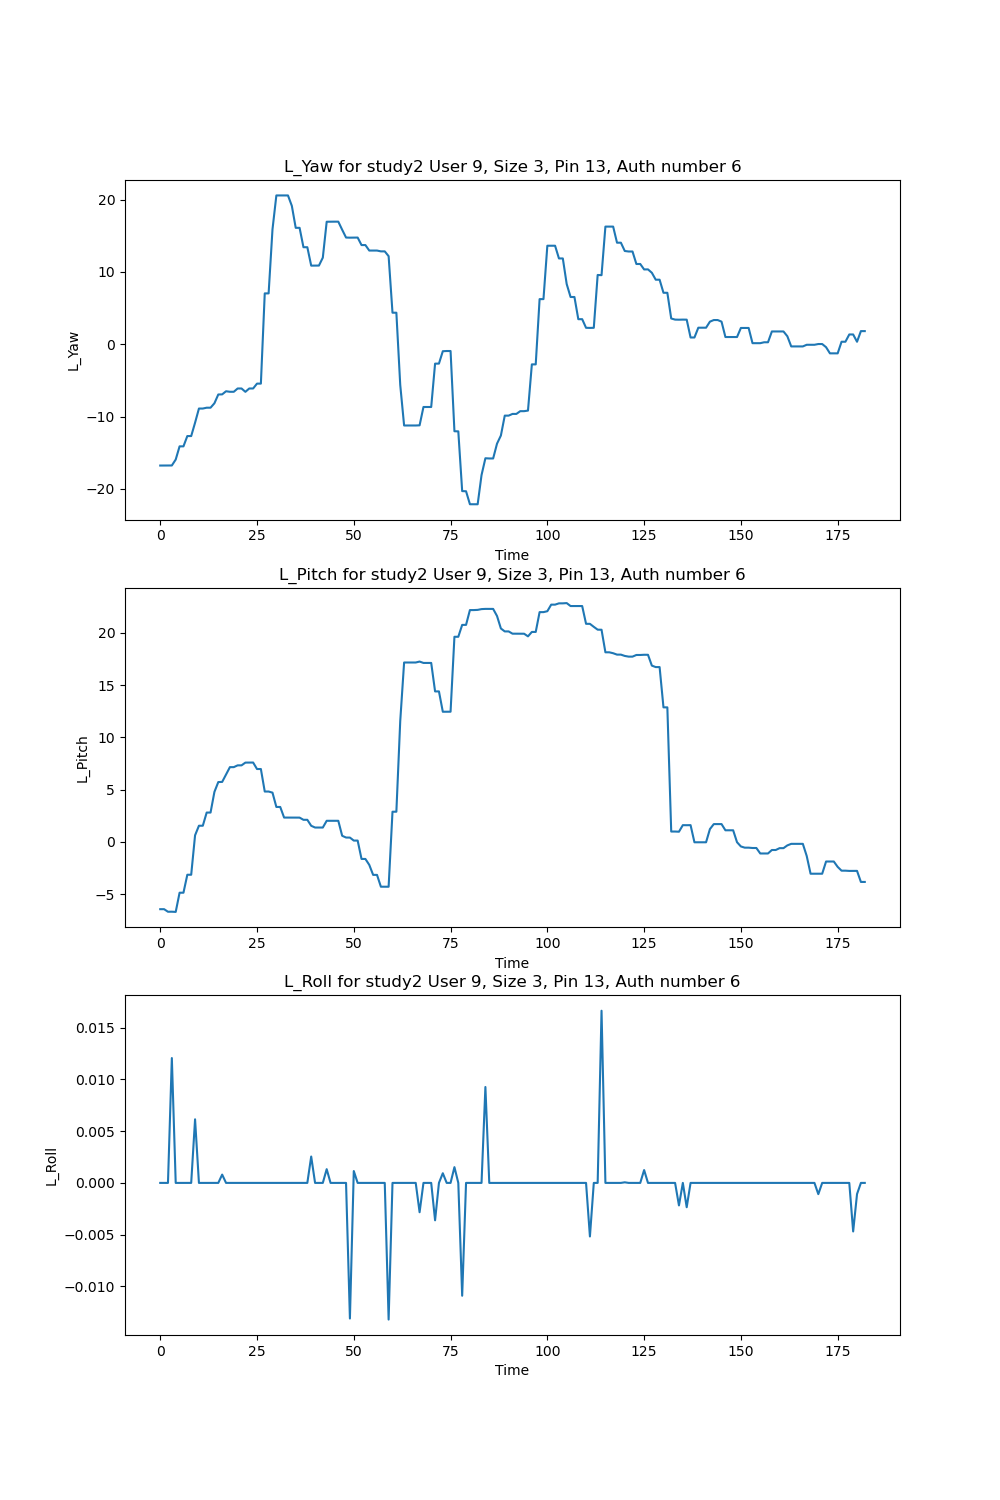 L_Yaw for study2 User 9, Size 3, Pin 13, Auth number 6
L_Yaw
20
10
0
−10
−20
0 25 50 75 100 125 150 175
Time
L_Pitch for study2 User 9, Size 3, Pin 13, Auth number 6
L_Pitch
20
15
10
5
0
−5
0 25 50 75 100 125 150 175
Time
L_Roll for study2 User 9, Size 3, Pin 13, Auth number 6
L_Roll
0.015
0.010
0.005
0.000
−0.005
−0.010
0 25 50 75 100 125 150 175
Time